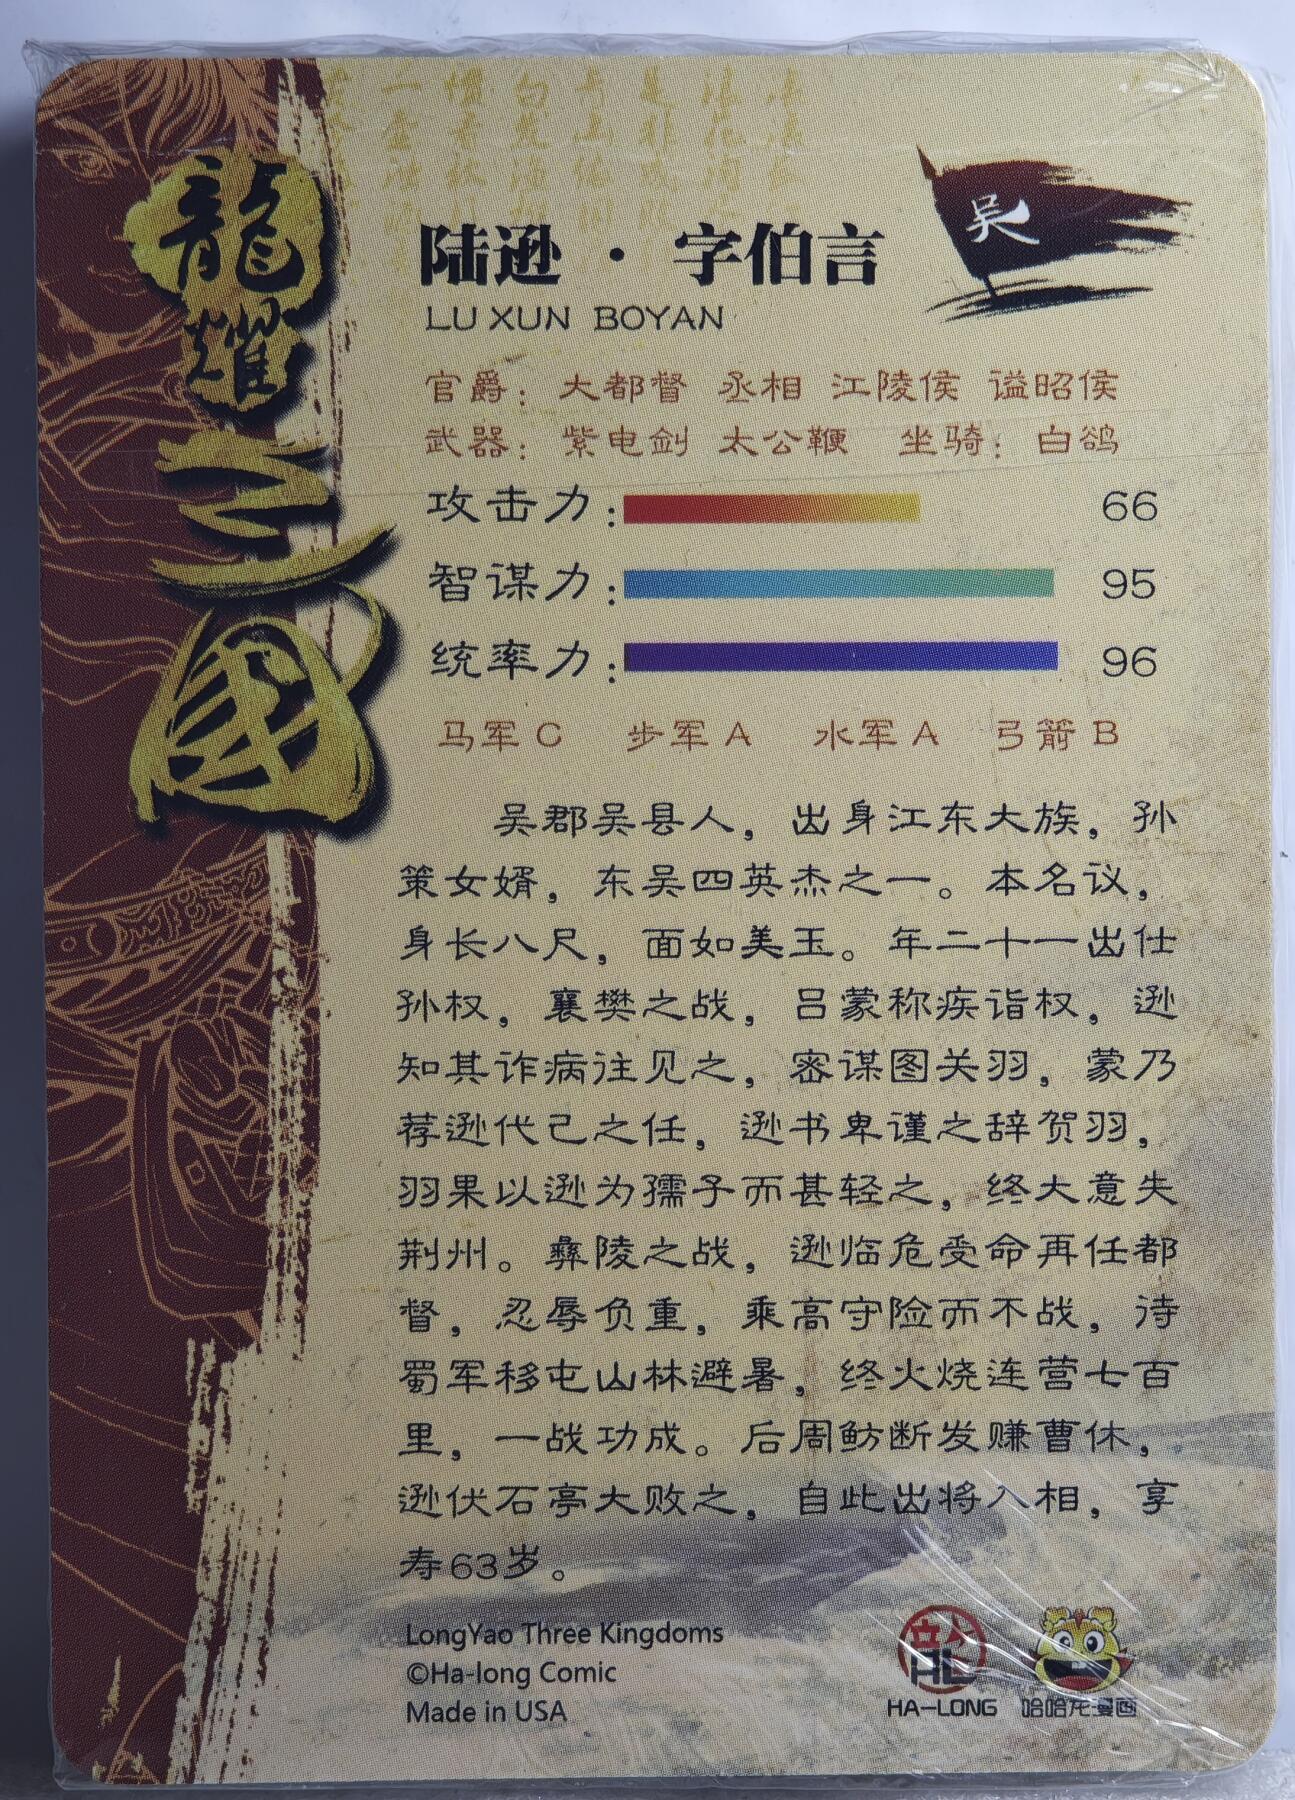 龍耀三國
陆逊·字伯言
吴
LU XUN BOYAN
官爵：大都督 丞相 江陵侯 谥昭侯
武器：紫电剑 太公鞭 坐骑：白鹆
攻击力：66
智谋力：95
统率力：96
马军C 步军A 水军A 弓箭B
吴郡吴县人，出身江东大族，孙
策女婿，东吴四英杰之一。本名议，
身长八尺，面如美玉。年二十一出仕
孙权，襄樊之战，吕蒙称疾诣权，逊
知其诈病往见之，密谋图关羽，蒙乃
荐逊代己之任，逊书卑谨之辞贺羽，
羽果以逊为孺子而甚轻之，终大意失
荆州。彝陵之战，逊临危受命再任都
督，忍辱负重，乘高守险而不战，待
蜀军移屯山林避暑，终火烧连营七百
里，一战功成。后周鲂断发赚曹休，
逊伏石亭大败之，自此出将入相，享
寿63岁。
LongYao Three Kingdoms
©Ha-long Comic
Made in USA
龍
HL
HA-LONG
哈哈龙漫画